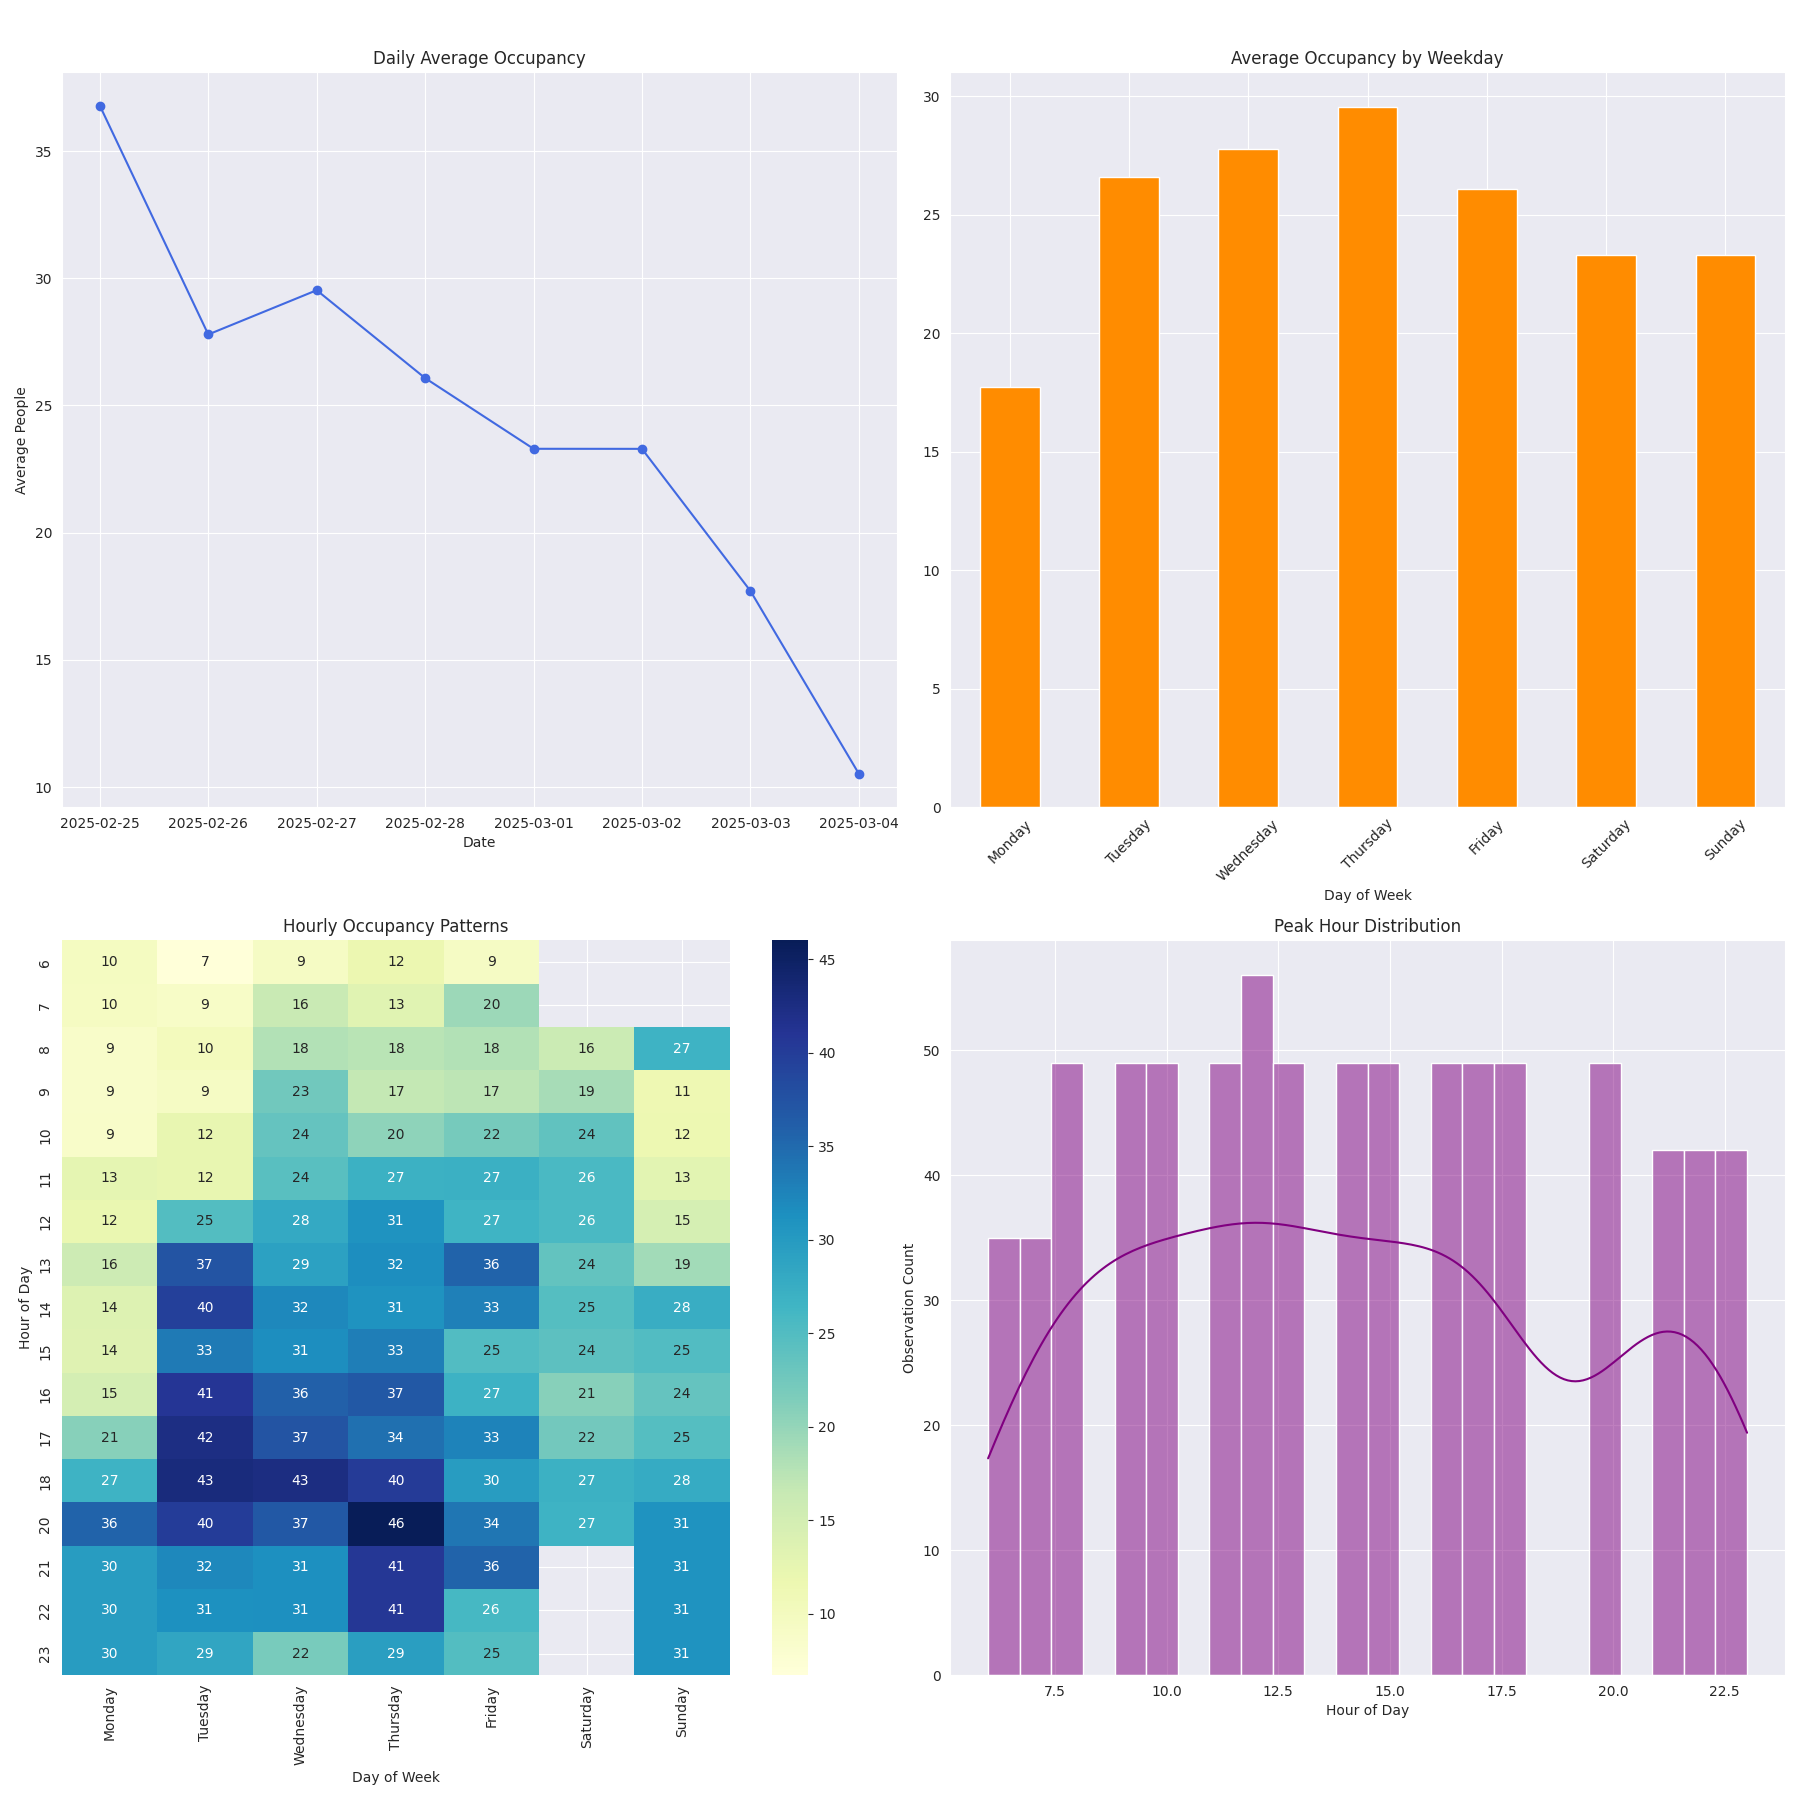 Daily Average Occupancy
Average People
35
30
25
20
15
10
2025-02-25 2025-02-26 2025-02-27 2025-02-28 2025-03-01 2025-03-02 2025-03-03 2025-03-04
Date
Average Occupancy by Weekday
30
25
20
15
10
5
0
Monday Tuesday Wednesday Thursday Friday Saturday Sunday
Day of Week
Hourly Occupancy Patterns
Hour of Day
6 10 7 9 12 9
7 10 9 16 13 20
8 9 10 18 18 18 16 27
9 9 9 23 17 17 19 11
10 9 12 24 20 22 24 12
11 13 12 24 27 27 26 13
12 12 25 28 31 27 26 15
13 16 37 29 32 36 24 19
14 14 40 32 31 33 25 28
15 14 33 31 33 25 24 25
16 15 41 36 37 27 21 24
17 21 42 37 34 33 22 25
18 27 43 43 40 30 27 28
20 36 40 37 46 34 27 31
21 30 32 31 41 36 31
22 30 31 31 41 26 31
23 30 29 22 29 25 31
Monday Tuesday Wednesday Thursday Friday Saturday Sunday
Day of Week
45
40
35
30
25
20
15
10
Peak Hour Distribution
Observation Count
50
40
30
20
10
0
7.5 10.0 12.5 15.0 17.5 20.0 22.5
Hour of Day